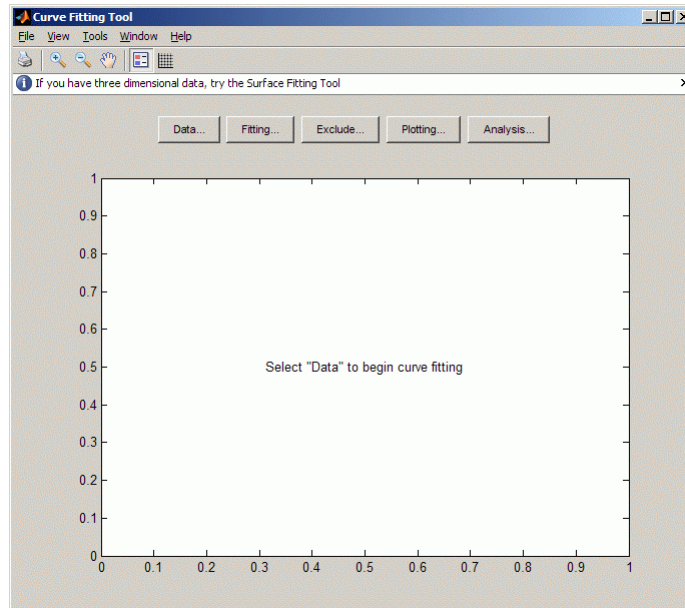 Curve Fitting Tool
File View Tools Window Help
If you have three dimensional data, try the Surface Fitting Tool
Data... Fitting... Exclude... Plotting... Analysis...
1
0.9
0.8
0.7
0.6
0.5
Select "Data" to begin curve fitting
0.4
0.3
0.2
0.1
0
0 0.1 0.2 0.3 0.4 0.5 0.6 0.7 0.8 0.9 1